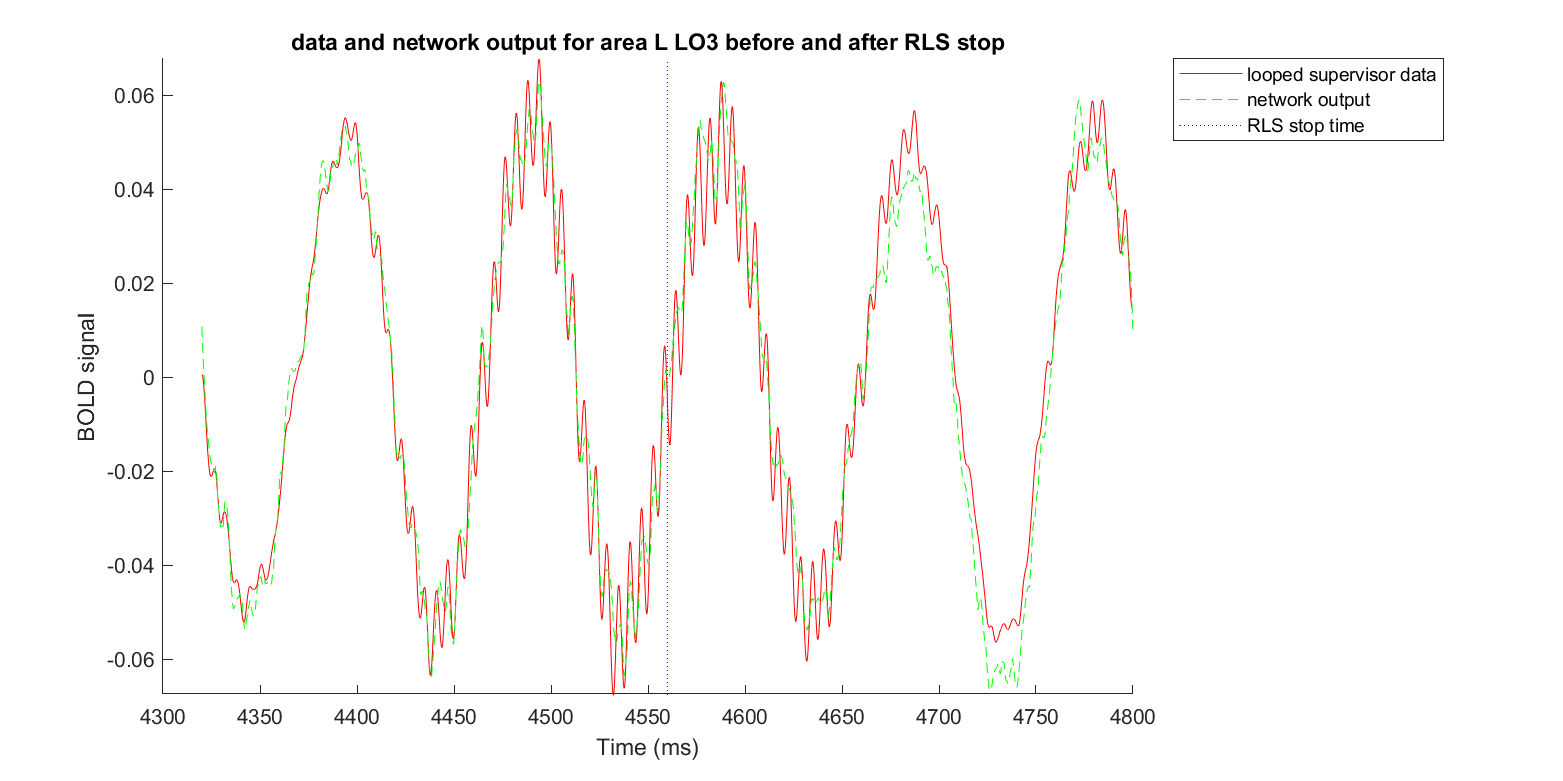 data and network output for area L LO3 before and after RLS stop
looped supervisor data
network output
RLS stop time
0.06
0.04
0.02
0
-0.02
-0.04
-0.06
BOLD signal
4300 4350 4400 4450 4500 4550 4600 4650 4700 4750 4800
Time (ms)